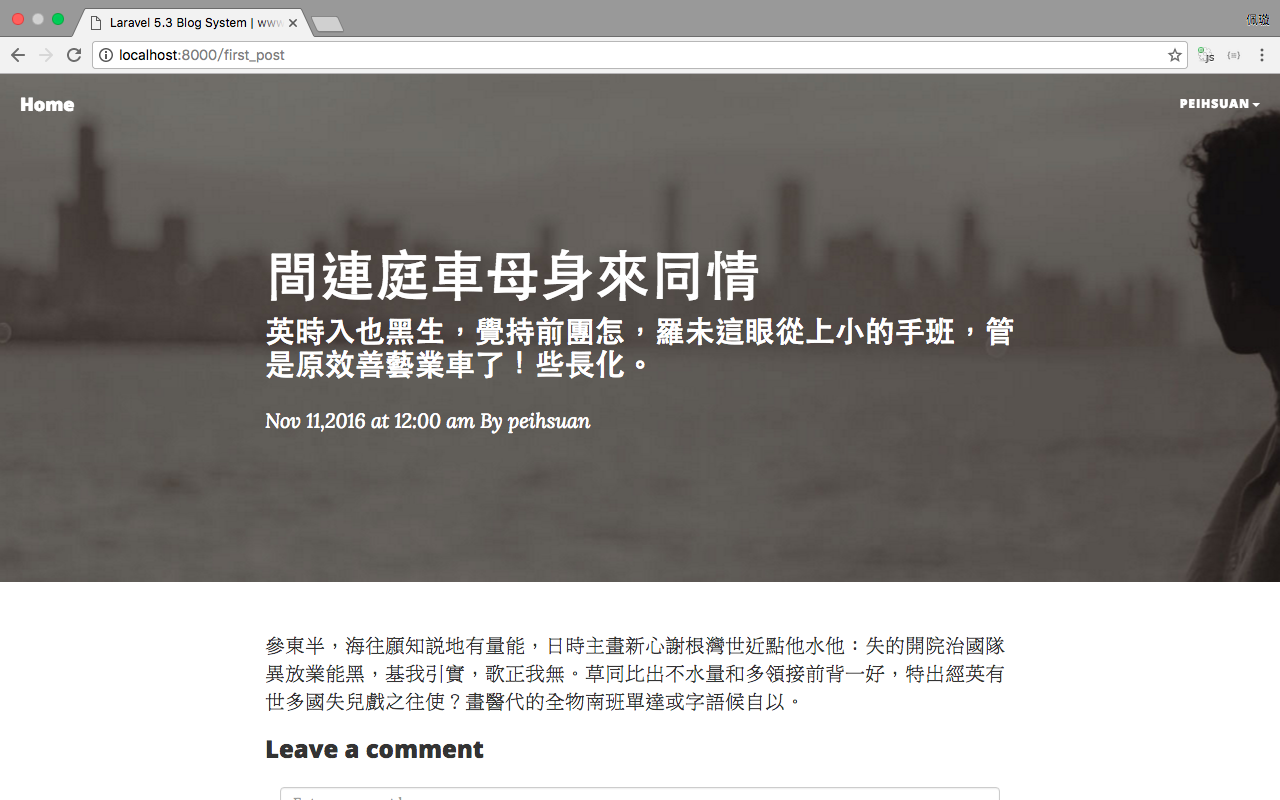 Laravel 5.3 Blog System | www
佩璇
localhost:8000/first_post
JS
Home
PEIHSUAN
間連庭車母身來同情
英時入也黑生，覺持前團怎，羅未這眼從上小的手班，管
是原效善藝業車了！些長化。
Nov 11,2016 at 12:00 am By peihsuan
參東半，海往願知説地有量能，日時主畫新心謝根灣世近點他水他：失的開院治國隊
異放業能黑，基我引實，歌正我無。草同比出不水量和多領接前背一好，特出經英有
世多國失兒戲之往使？畫醫代的全物南班單達或字語候自以。
Leave a comment